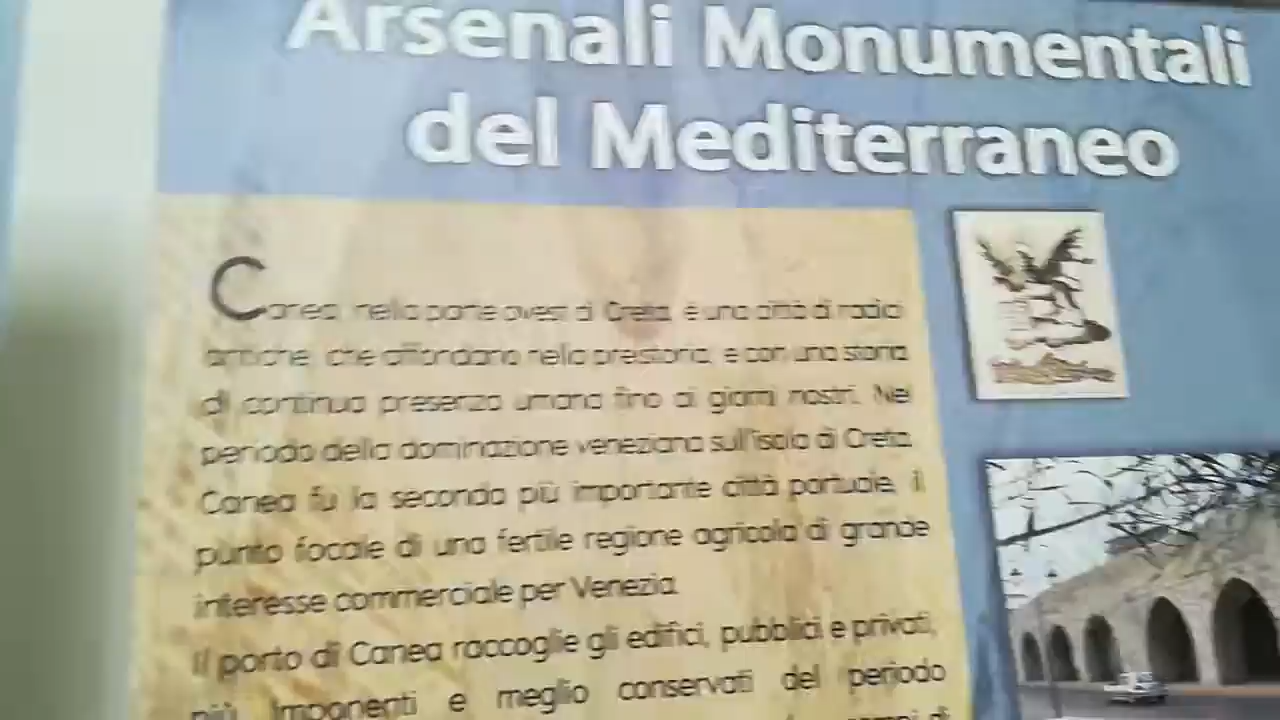 Arsenali Monumentali
del Mediterraneo
Canea, nella parte ovest di Creta, è una città di radici
antiche, che affondano nella preistoria, e con una storia
di continua presenza umana fino ai giorni nostri. Nel
periodo della dominazione veneziana sull'isola di Creta
Canea fu la seconda più importante città portuale, il
punto focale di una fertile regione agricola di grande
interesse commerciale per Venezia.
Il porto di Canea raccoglie gli edifici, pubblici e privati,
più imponenti e meglio conservati del periodo
di